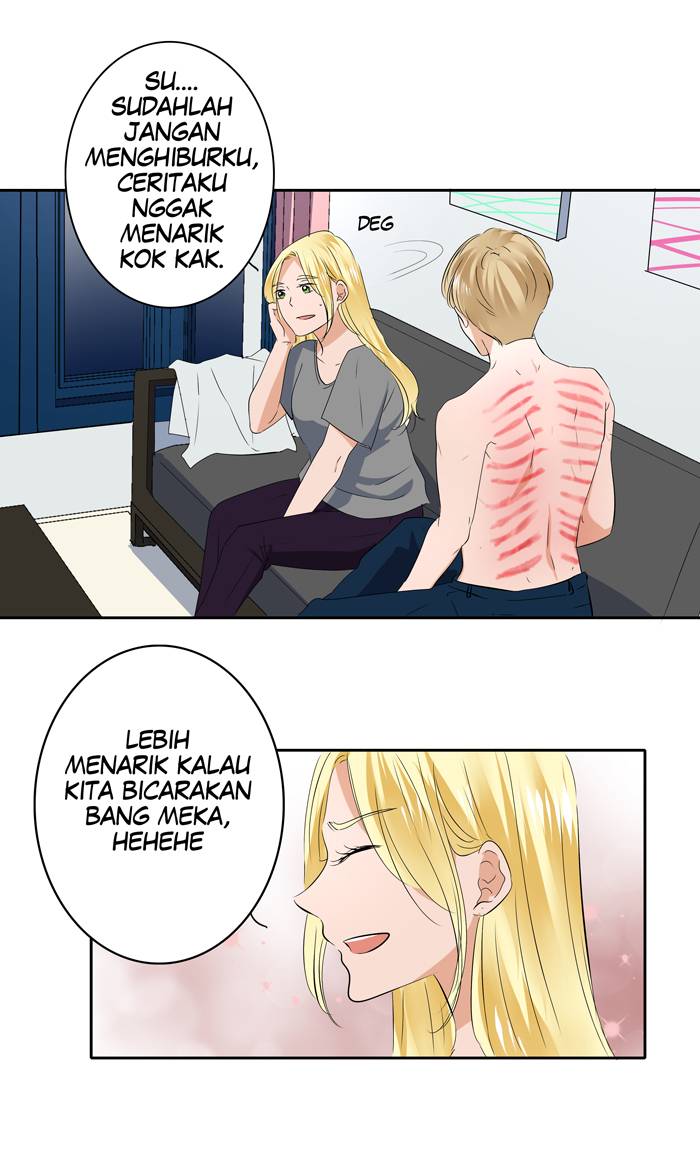 SU....
SUDAHLAH
JANGAN
MENGHIBURKU,
CERITAKU
NGGAK
MENARIK
KOK KAK.
DEG
LEBIH
MENARIK KALAU
KITA BICARAKAN
BANG MEKA,
HEHEHE